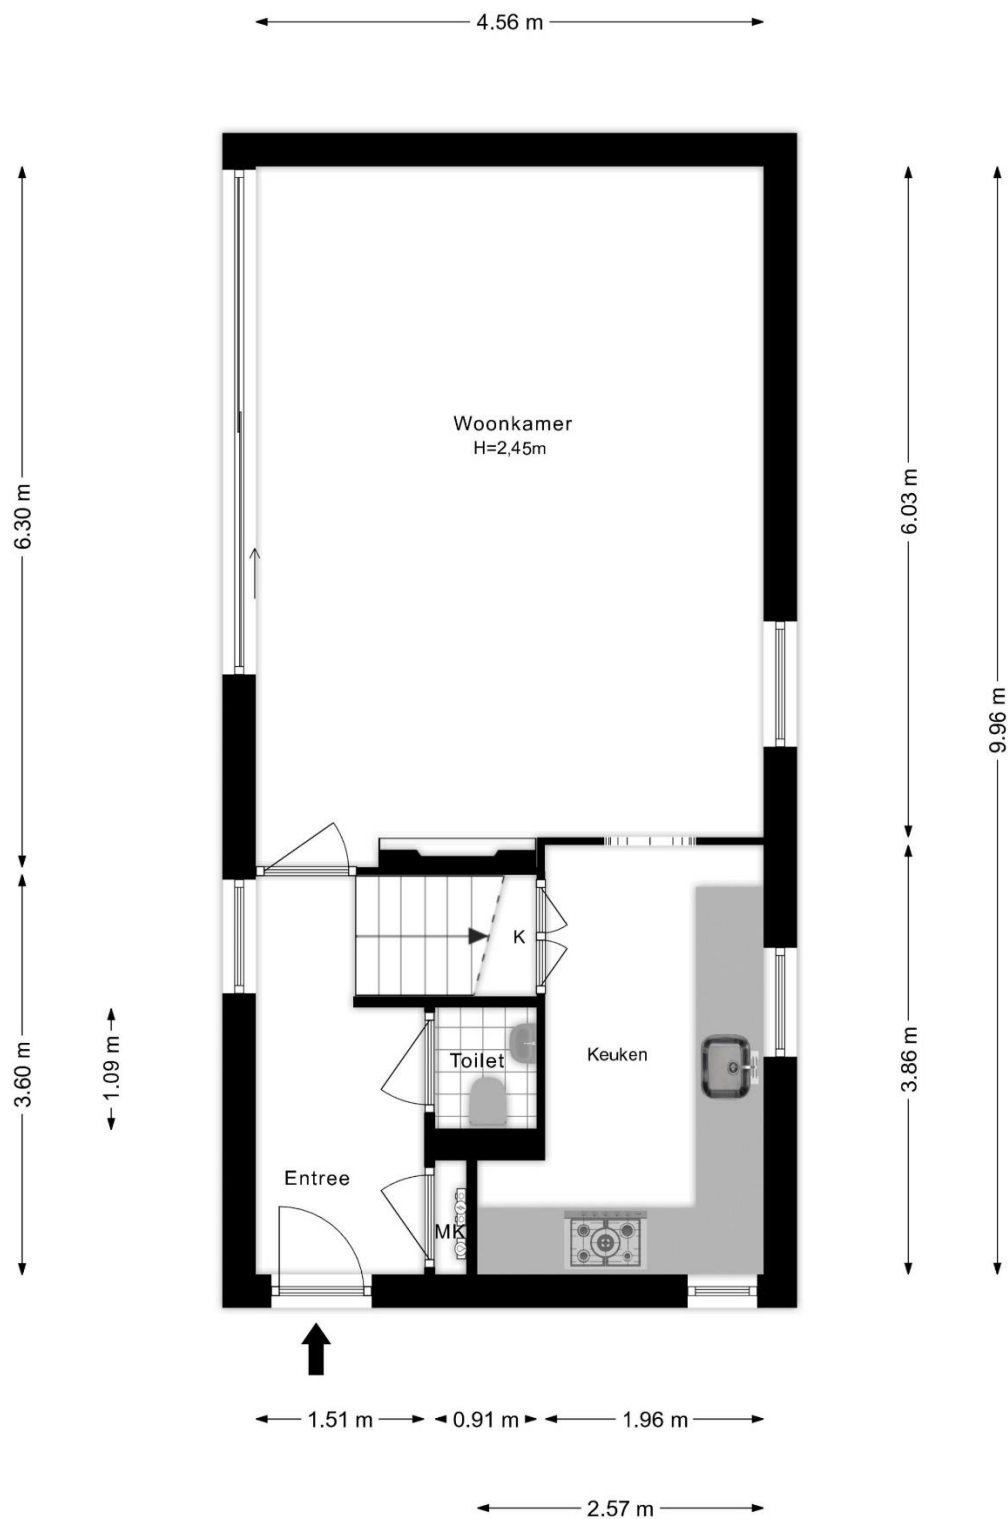 4.56 m
Woonkamer
H=2,45m
6.30 m
6.03 m
9.96 m
K
Toilet
Keuken
3.60 m
1.09 m
3.86 m
Entree
MK
1.51 m
0.91 m
1.96 m
2.57 m